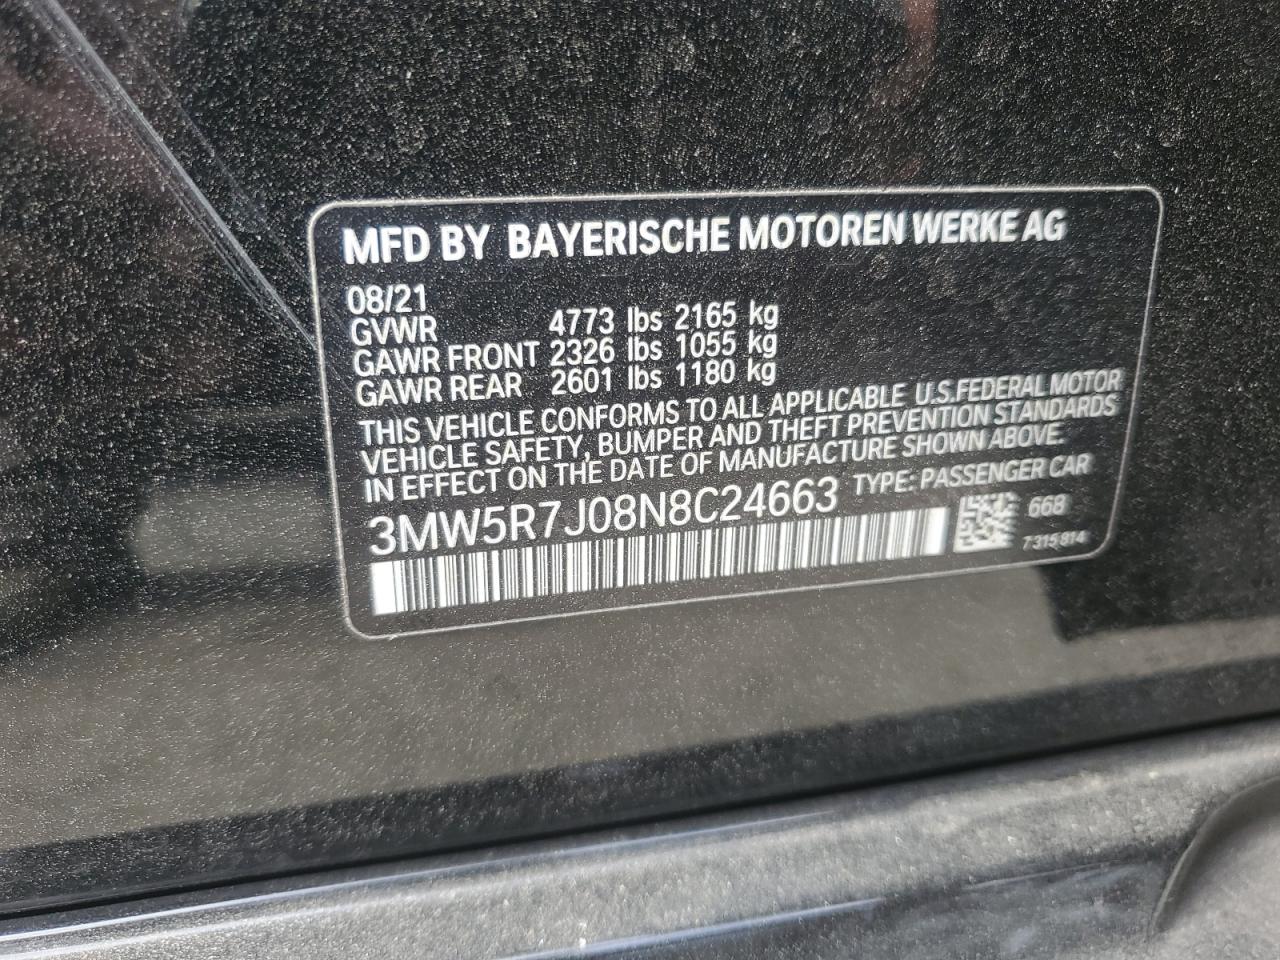 MFD BY BAYERISCHE MOTOREN WERKE AG
08/21
GVWR 4773 lbs 2165 kg
GAWR FRONT 2326 lbs 1055 kg
GAWR REAR 2601 lbs 1180 kg
THIS VEHICLE CONFORMS TO ALL APPLICABLE U.S.FEDERAL MOTOR
VEHICLE SAFETY, BUMPER AND THEFT PREVENTION STANDARDS
IN EFFECT ON THE DATE OF MANUFACTURE SHOWN ABOVE.
3MW5R7J08N8C24663 TYPE: PASSENGER CAR
668
7315814